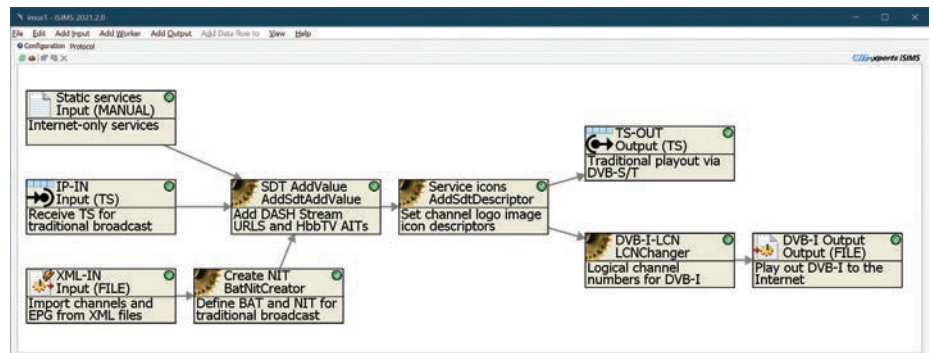 imux1 - iSIMS 2021.2.0
File Edit Add Input Add Worker Add Output Add Data flow to View Help
Configuration Protocol
xperts iSIMS
Static services
Input (MANUAL)
Internet-only services
IP-IN
Input (TS)
Receive TS for
traditional broadcast
XML-IN
Input (FILE)
Import channels and
EPG from XML files
SDT AddValue
AddSdtAddValue
Add DASH Stream
URLS and HbbTV AITs
Create NIT
BatNitCreator
Define BAT and NIT for
traditional broadcast
Service icons
AddSdtDescriptor
Set channel logo image
icon descriptors
TS-OUT
Output (TS)
Traditional playout via
DVB-S/T
DVB-I-LCN
LCNChanger
Logical channel
numbers for DVB-I
DVB-I Output
Output (FILE)
Play out DVB-I to the
Internet